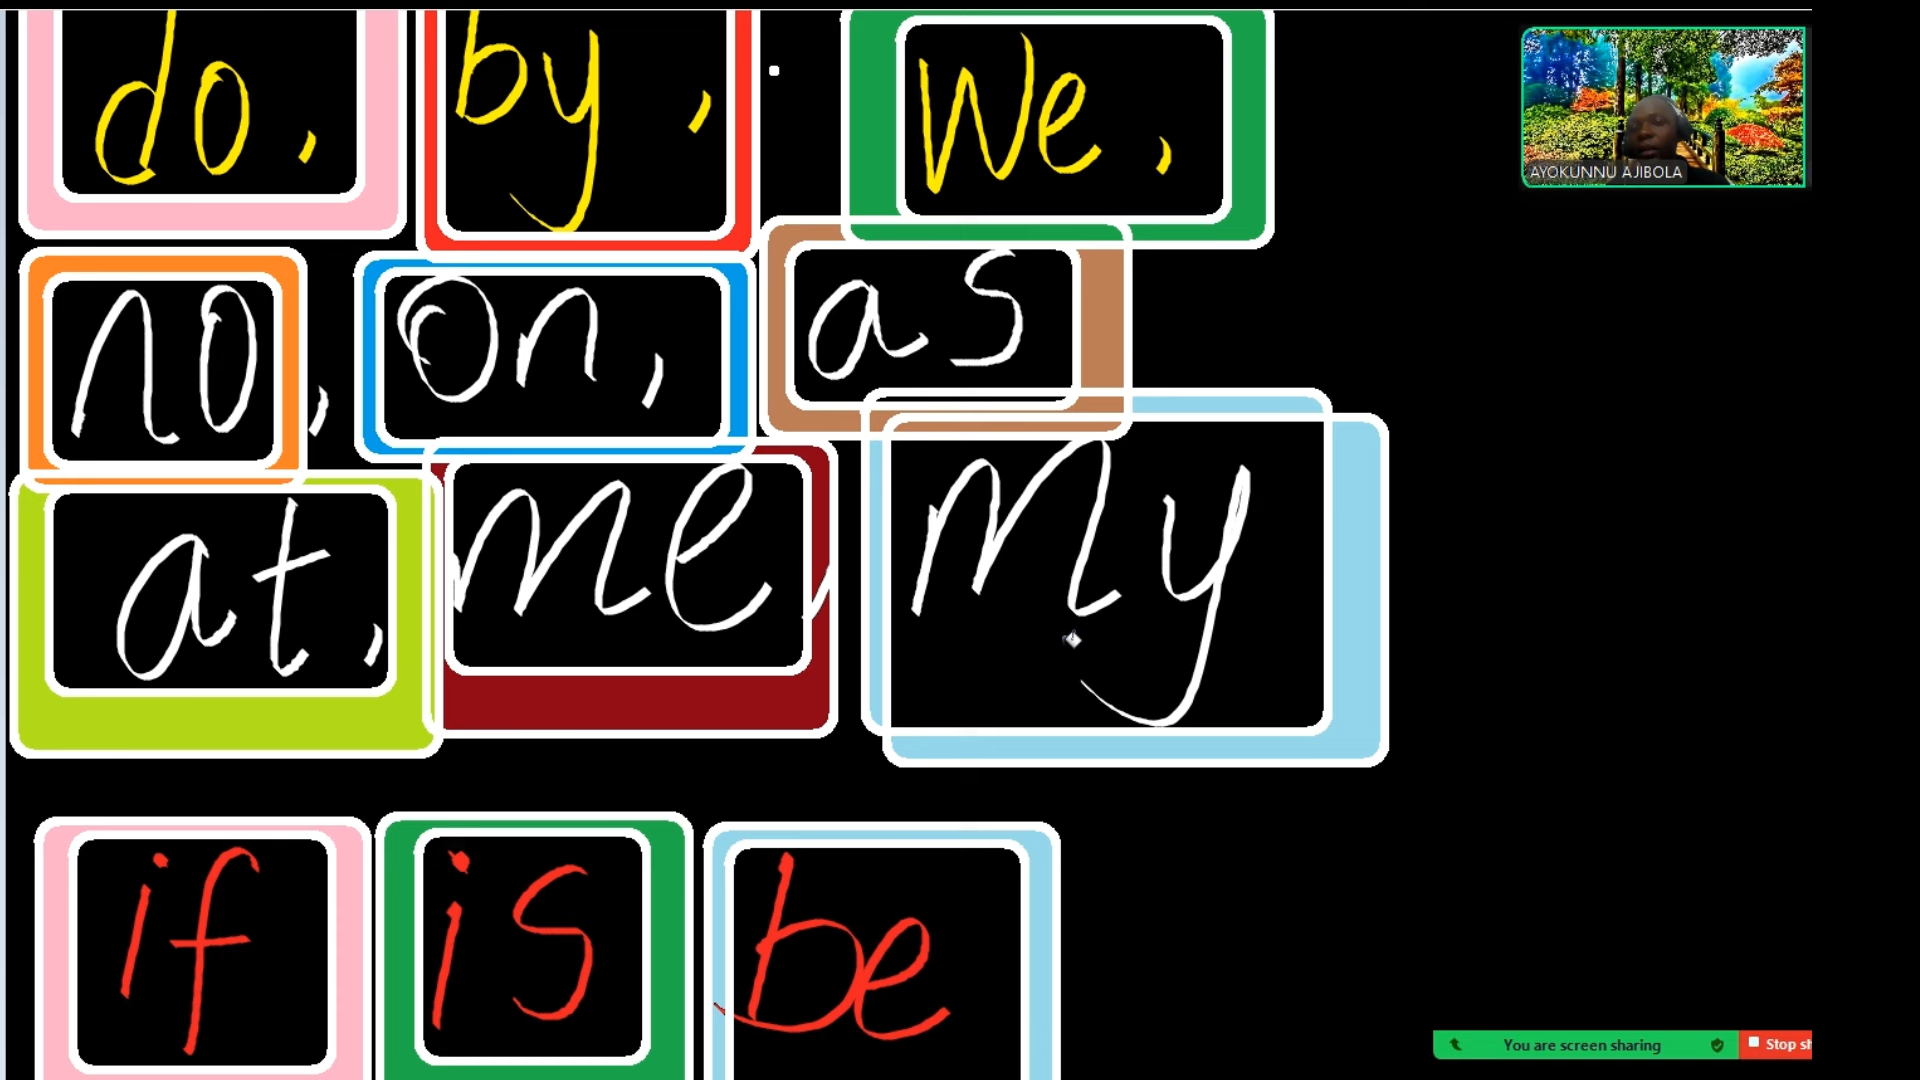 do, by, We,
AYOKUNNU AJIBOLA
no, on, as
at, me, my
if is be
You are screen sharing
Stop sh